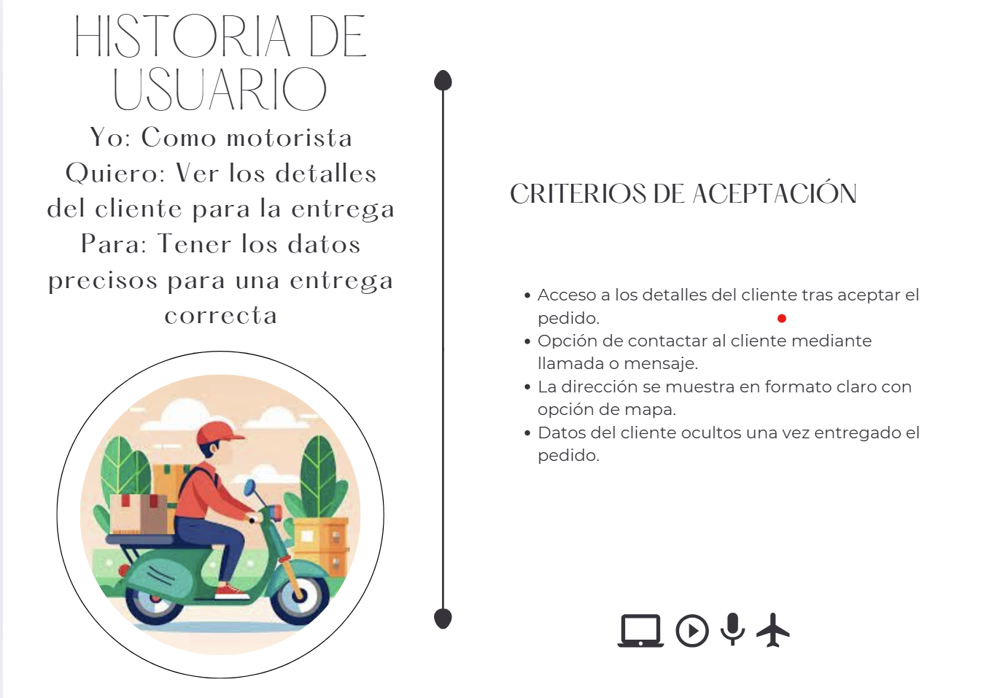 HISTORIA DE
USUARIO
Yo: Como motorista
Quiero: Ver los detalles
del cliente para la entrega
Para: Tener los datos
precisos para una entrega
correcta
CRITERIOS DE ACEPTACIÓN
• Acceso a los detalles del cliente tras aceptar el
pedido.
• Opción de contactar al cliente mediante
llamada o mensaje.
• La dirección se muestra en formato claro con
opción de mapa.
• Datos del cliente ocultos una vez entregado el
pedido.